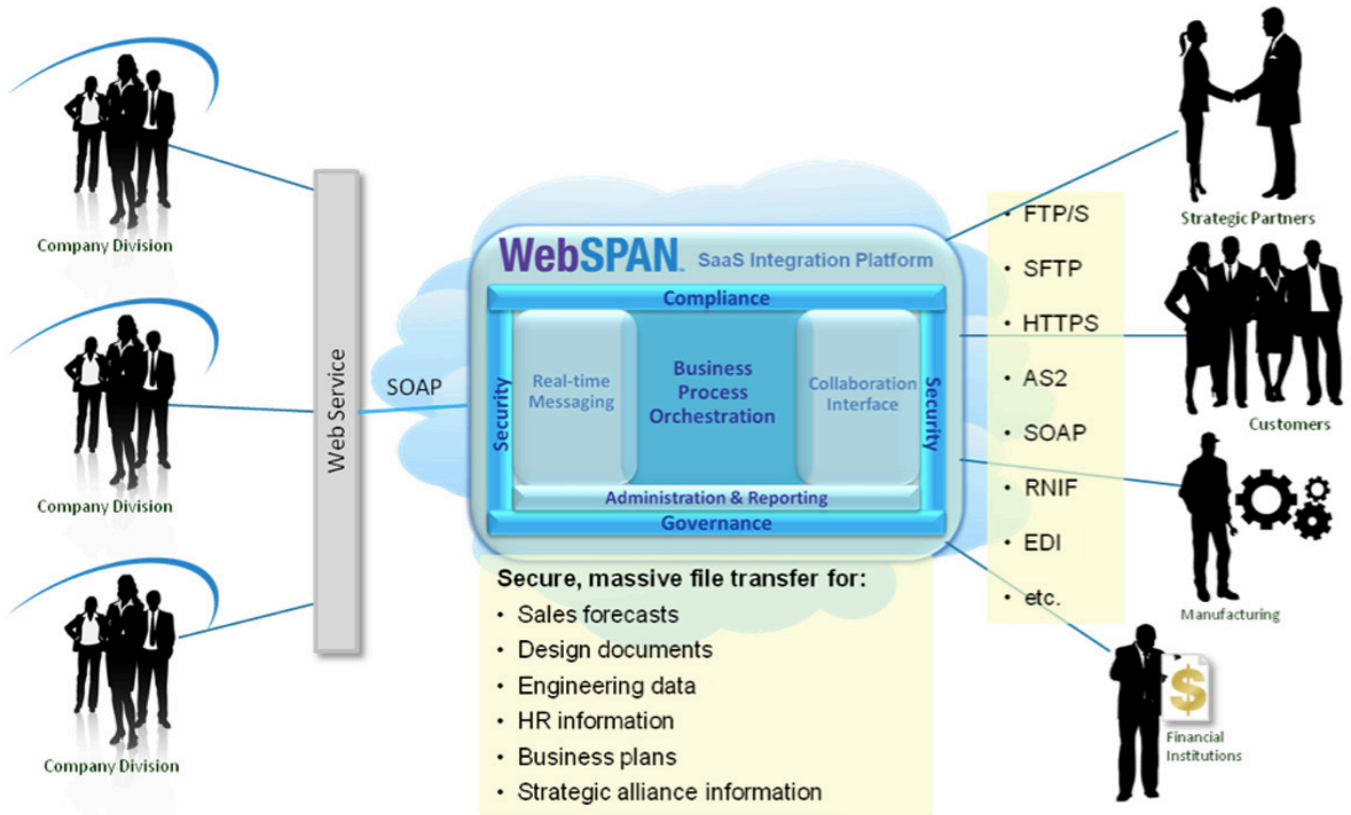 Company Division
Company Division
Company Division
Web Service
SOAP
WebSPAN™ SaaS Integration Platform
Compliance
Security
Real-time
Messaging
Business
Process
Orchestration
Collaboration
Interface
Security
Administration & Reporting
Governance
Secure, massive file transfer for:
• Sales forecasts
• Design documents
• Engineering data
• HR information
• Business plans
• Strategic alliance information
• FTP/S
• SFTP
• HTTPS
• AS2
• SOAP
• RNIF
• EDI
• etc.
Strategic Partners
Customers
Manufacturing
$
Financial
Institutions